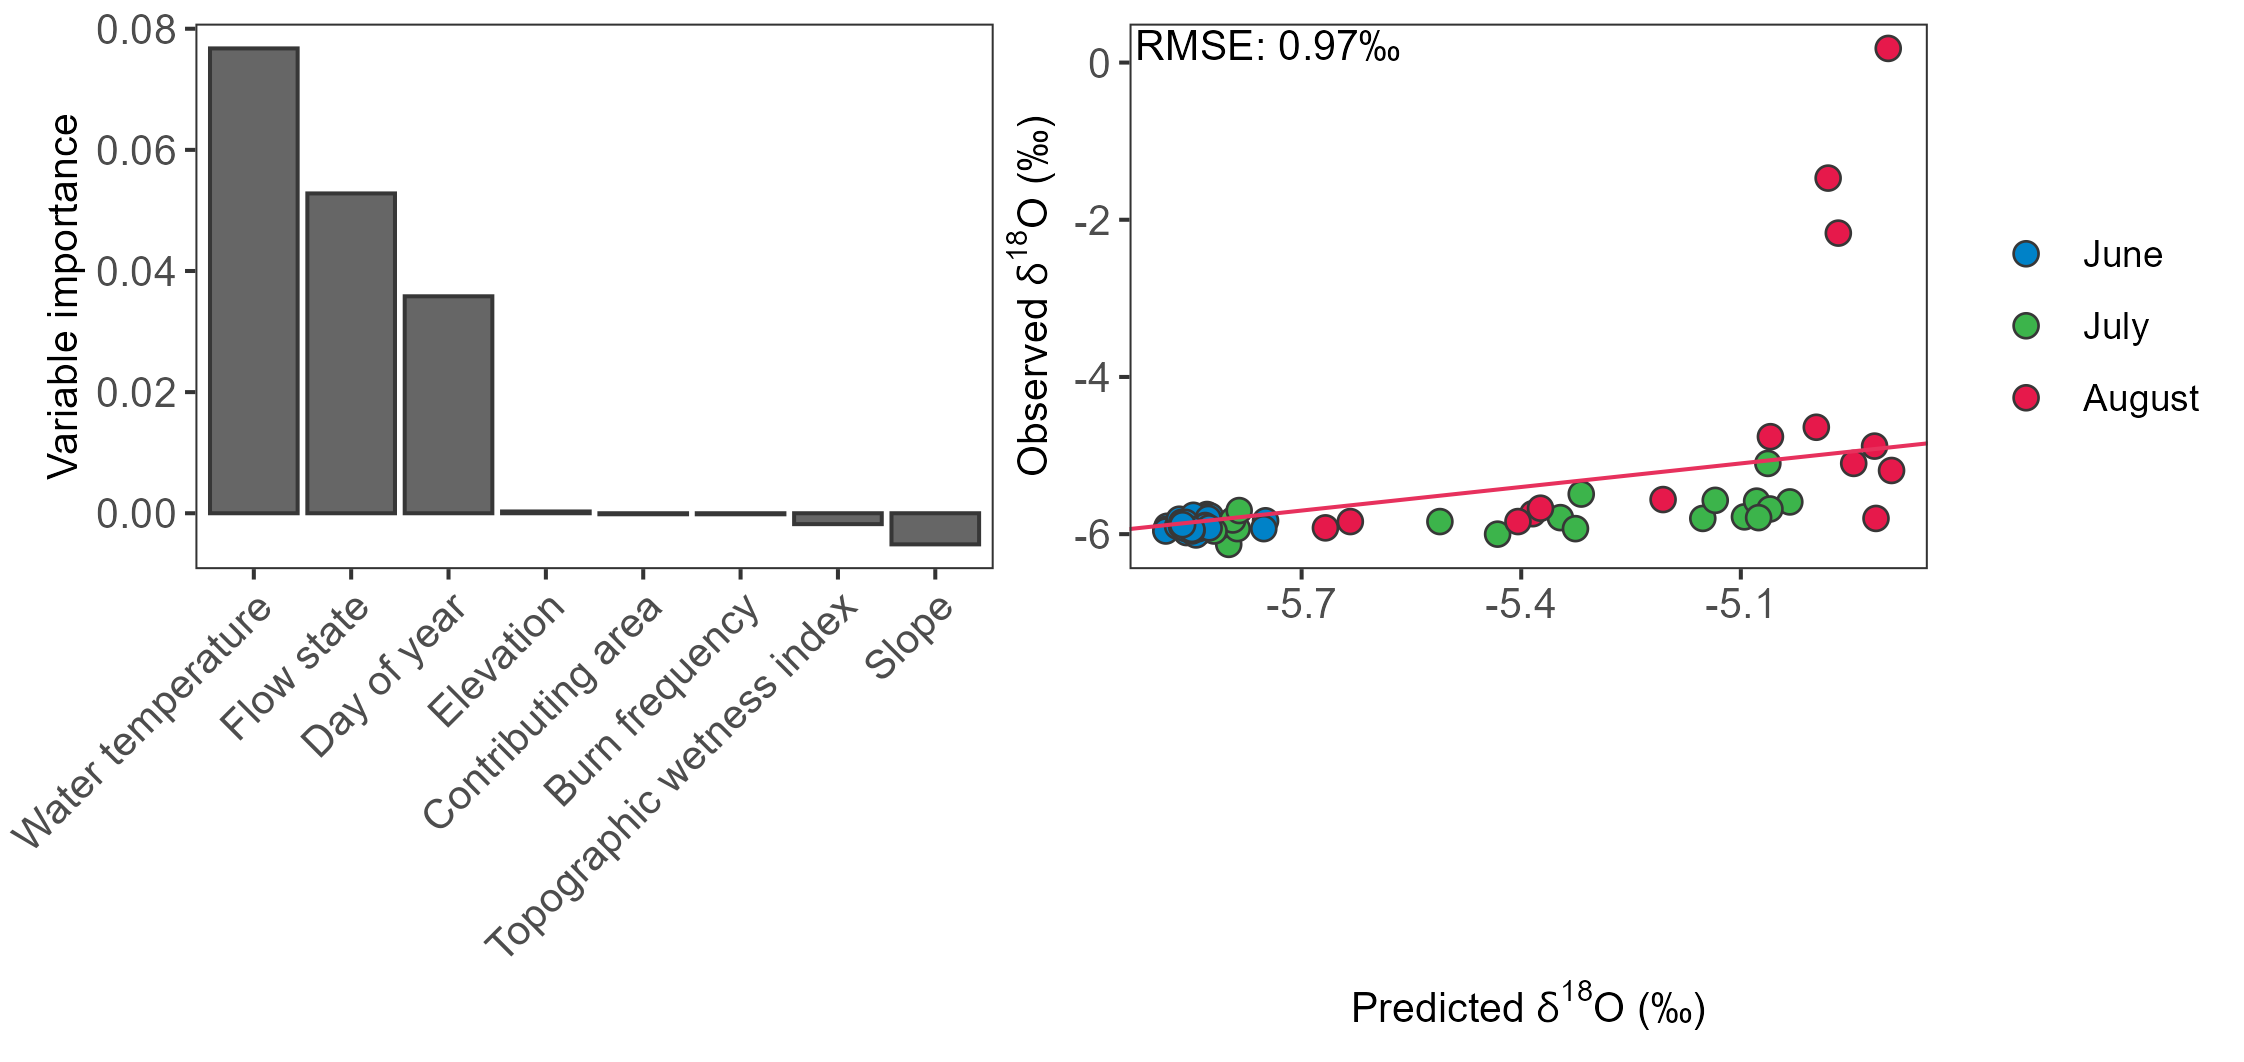 Variable importance
0.08
0.06
0.04
0.02
0.00
Water temperature
Flow state
Day of year
Elevation
Contributing area
Burn frequency
Topographic wetness index
Slope
RMSE: 0.97‰
Observed δ¹⁸O (‰)
0
-2
-4
-6
-5.7
-5.4
-5.1
Predicted δ¹⁸O (‰)
June
July
August